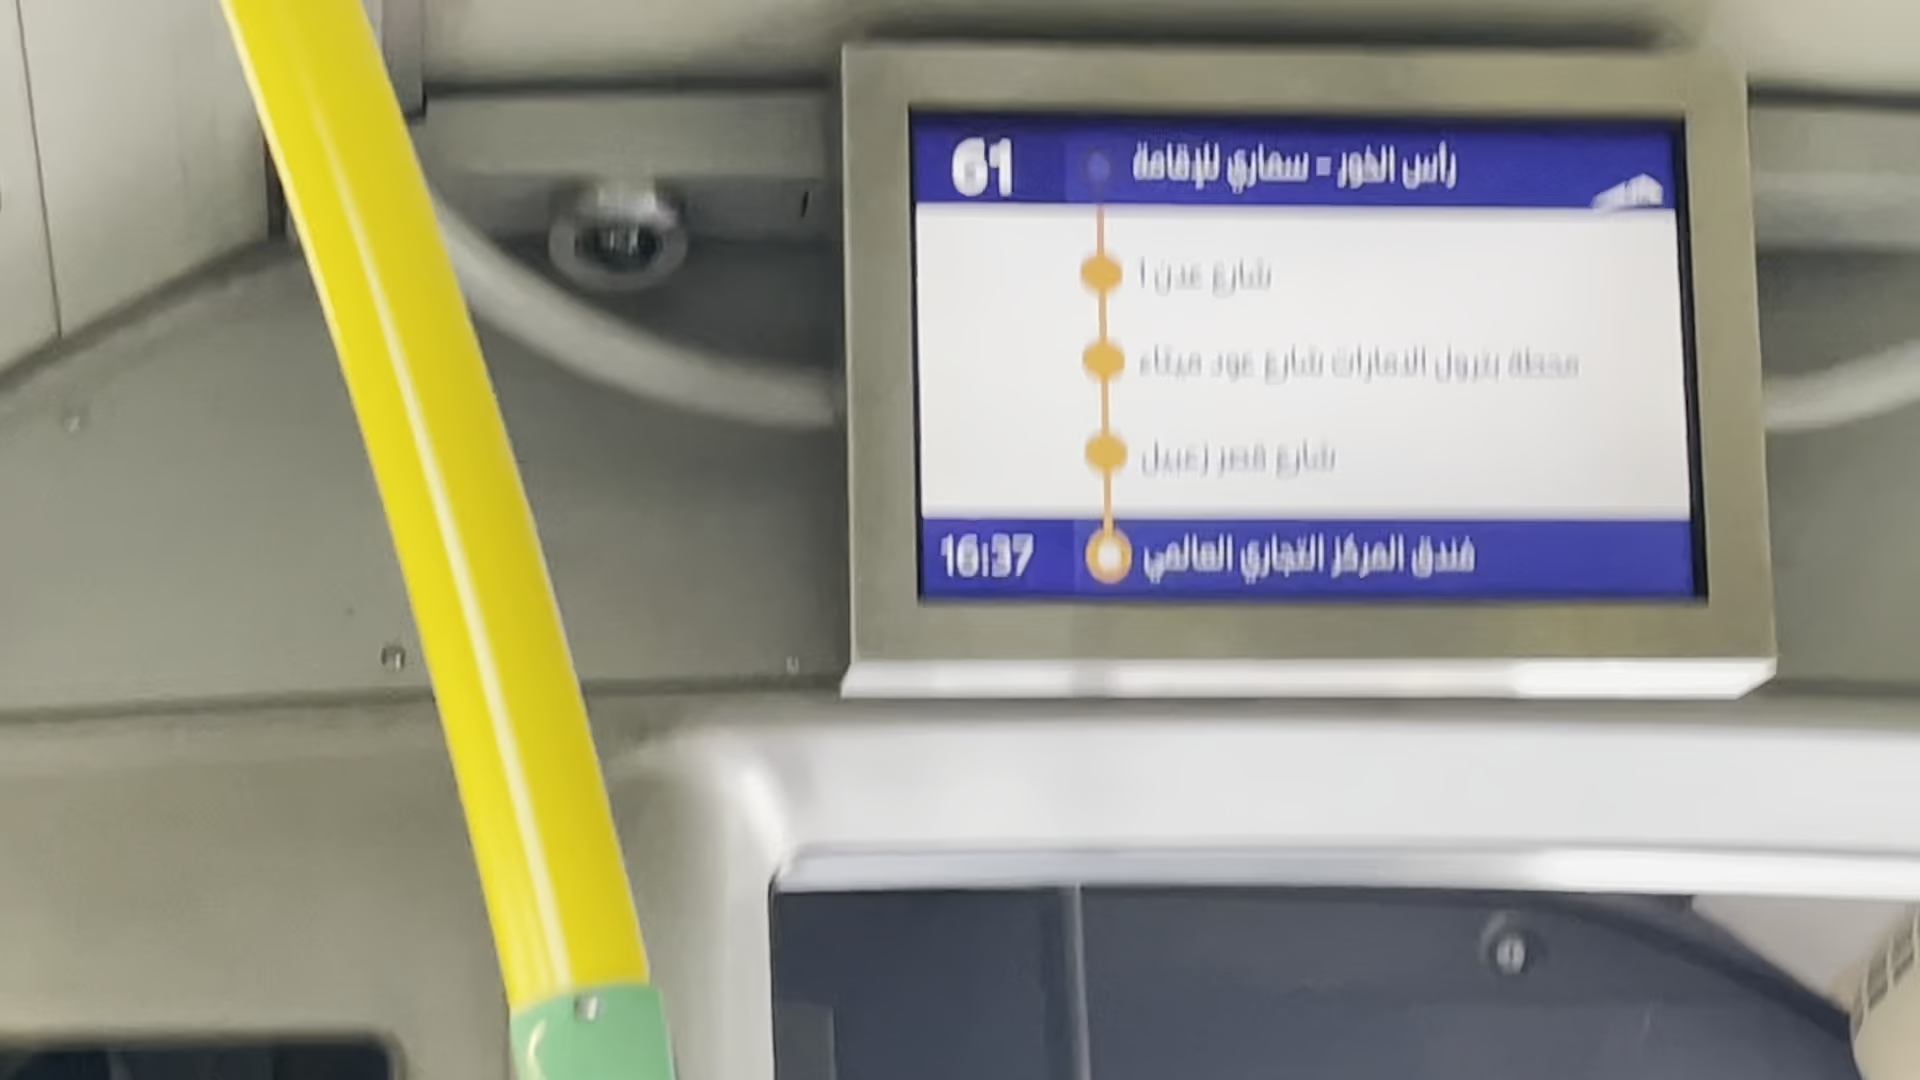 61
رأس الخور = سماري للإقامة
شارع عدن 1
محطة بترول الامارات شارع عود ميثاء
شارع قصر زعبيل
16:37
فندق المركز التجاري العالمي